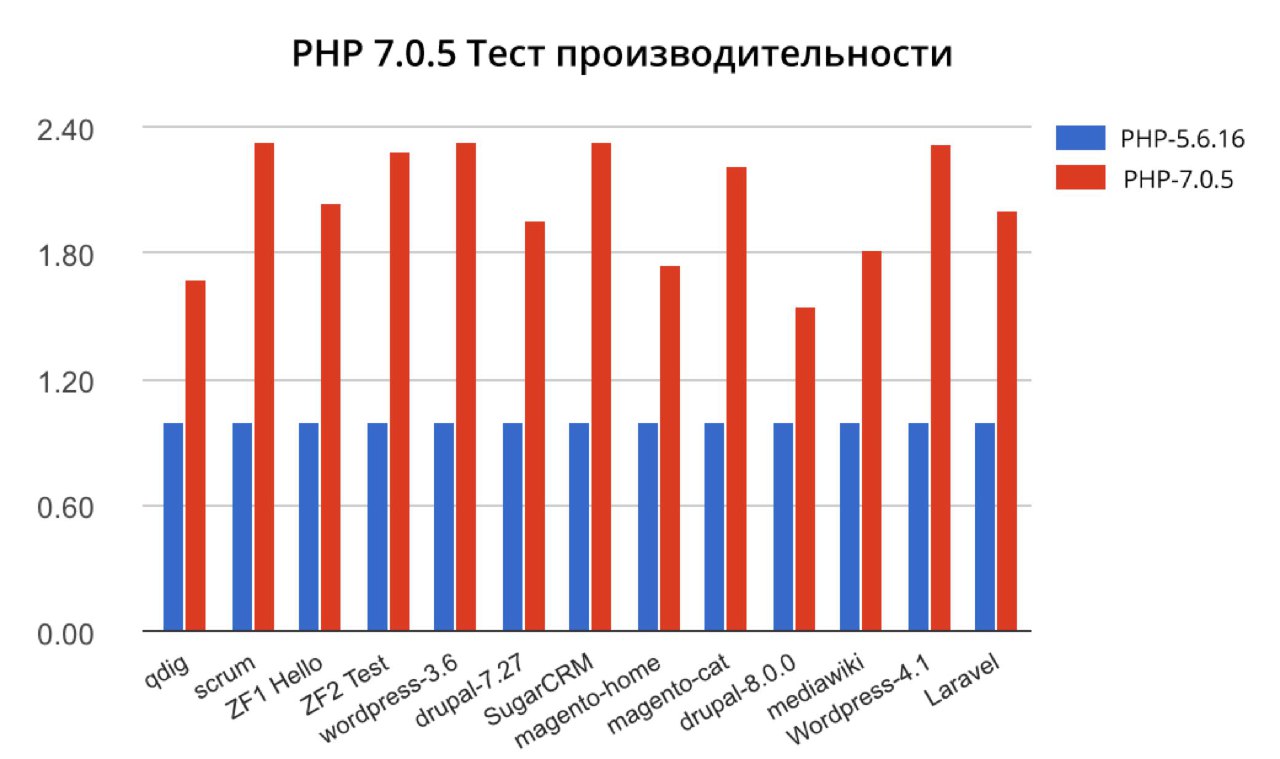 PHP 7.0.5 Тест производительности
2.40
1.80
1.20
0.60
0.00
PHP-5.6.16
PHP-7.0.5
qdig
scrum
ZF1 Hello
ZF2 Test
wordpress-3.6
drupal-7.27
SugarCRM
magento-home
magento-cat
drupal-8.0.0
mediawiki
Wordpress-4.1
Laravel